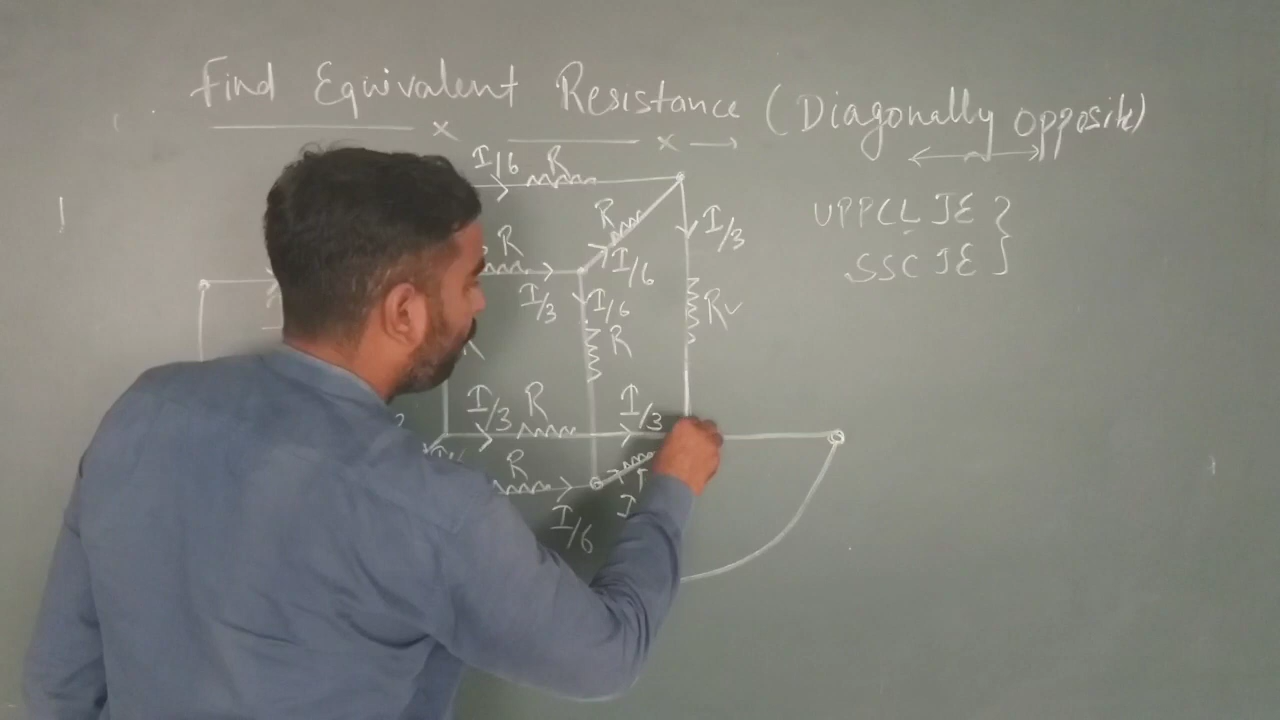 Find Equivalent Resistance (Diagonally opposite)
UPPCL JE
SSC JE
I/6 R
R I/3
R I/6
R
I/3
I/6
R
R
I/3 R I/3
R
I/6
I